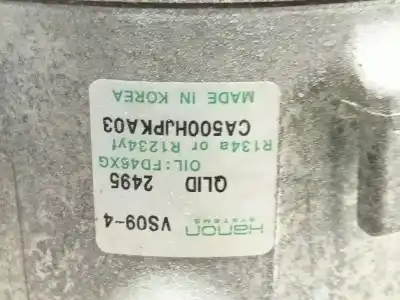 Hanon
SYSTEMS
VS09-4
QLID 2495
OIL:FD46XG
R134a or R1234yf
CA500HJPKA03
MADE IN KOREA